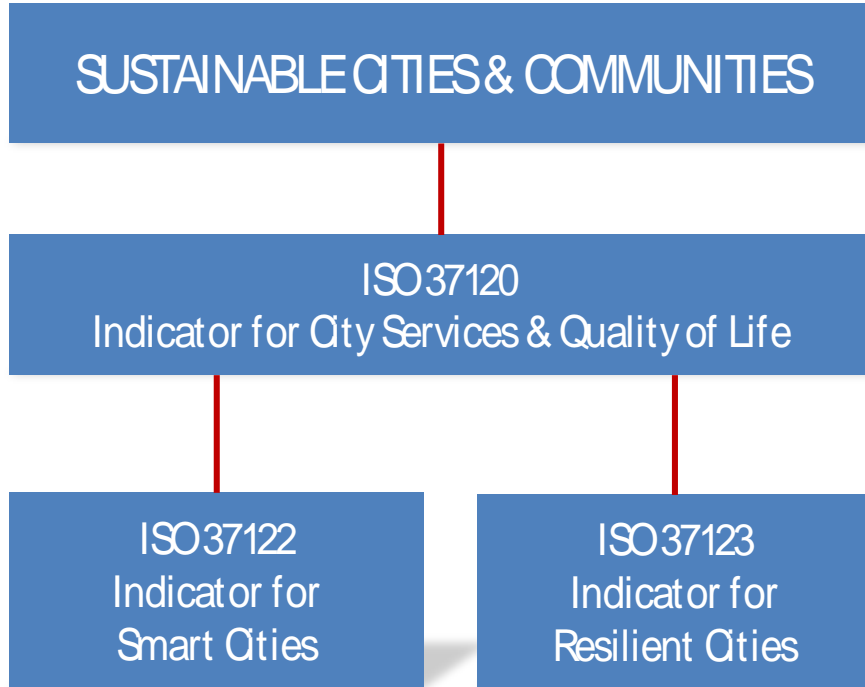 SUSTAINABLE CITIES & COMMUNITIES
ISO 37120
Indicator for City Services & Quality of Life
ISO 37122
Indicator for
Smart Cities
ISO 37123
Indicator for
Resilient Cities